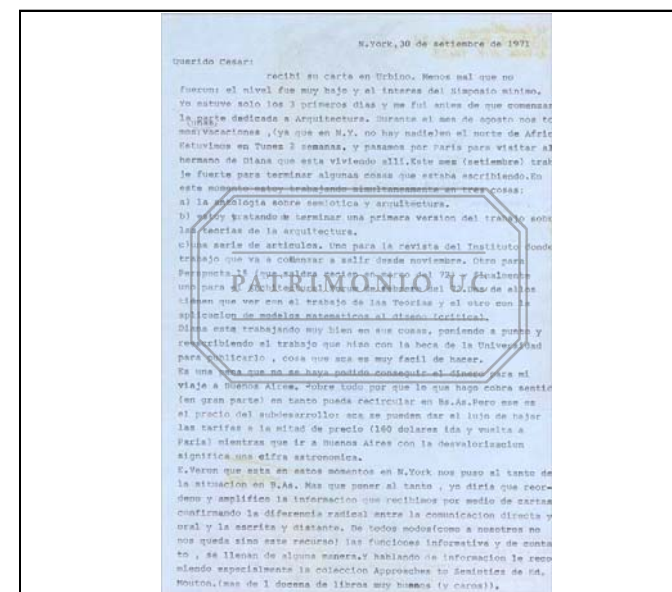 N.York,30 de setiembre de 1971
Querido Cesar:
recibi su carta en Urbino. Menos mal que no
fueron: el nivel fue muy bajo y el interes del Simposio minimo.
Yo estuve solo los 3 primeros dias y me fui antes de que comenzas
la parte dedicada a Arquitectura. Durante el mes de agosto nos to
mamos vacaciones ,(ya que en N.Y. no hay nadie)en el norte de Afric
Estuvimos en Tunez 2 semanas, y pasamos por Paris para visitar al
hermano de Diana que esta viviendo alli.Este mes (setiembre) trab
je fuerte para terminar algunas cosas que estaba escribiendo.En
este momento estoy trabajando simultaneamente en tres cosas:
a) la antologia sobre semiotica y arquitectura.
b) estoy tratando de terminar una primera version del trabajo sobr
las teorias de la arquitectura.
c)una serie de articulos. Uno para la revista del Instituto donde
trabajo que va a comenzar a salir desde noviembre. Otro para
PATRIMONIO UC
tienen que ver con el trabajo de las Teorias y el otro con la
aplicacion de modelos matematicos al diseño (critica).
Diana esta trabajando muy bien en sus cosas, poniendo a punto y
reescribiendo el trabajo que hizo con la beca de la Universidad
para publicarlo , cosa que aca es muy facil de hacer.
Es una pena que no se haya podido conseguir el dinero para mi
viaje a Buenos Aires. Sobre todo por que lo que hago cobra sentid
(en gran parte) en tanto pueda recircular en Bs.As.Pero ese es
el precio del subdesarrollo: aca se pueden dar el lujo de bajar
las tarifas a la mitad de precio (160 dolares ida y vuelta a
Paris) mientras que ir a Buenos Aires con la desvalorizacion
significa una cifra astronomica.
E.Veron que esta en estos momentos en N.York nos puso al tanto de
la situacion en B.As. Mas que poner al tanto , yo diria que reor-
deno y amplifico la informacion que recibimos por medio de cartas
confirmando la diferencia radical entre la comunicacion directa y
oral y la escrita y distante. De todos modos(como a nosotros no
nos queda sino este recurso) las funciones informativa y de conta
to , se llenan de alguna manera.Y hablando de informacion le reco
miendo especialmente la coleccion Approaches to Semiotics de Ed.
Mouton.(mas de 1 docena de libros muy buenos (y caros)).